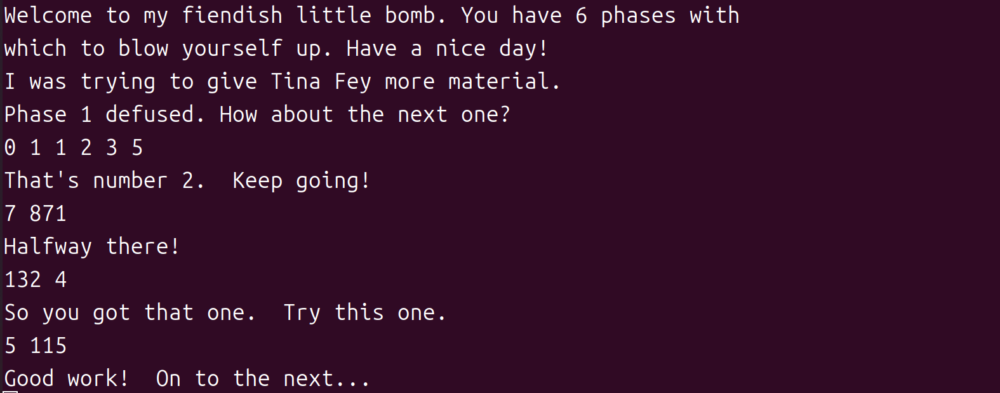 Welcome to my fiendish little bomb. You have 6 phases with
which to blow yourself up. Have a nice day!
I was trying to give Tina Fey more material.
Phase 1 defused. How about the next one?
0 1 1 2 3 5
That's number 2.  Keep going!
7 871
Halfway there!
132 4
So you got that one.  Try this one.
5 115
Good work!  On to the next...